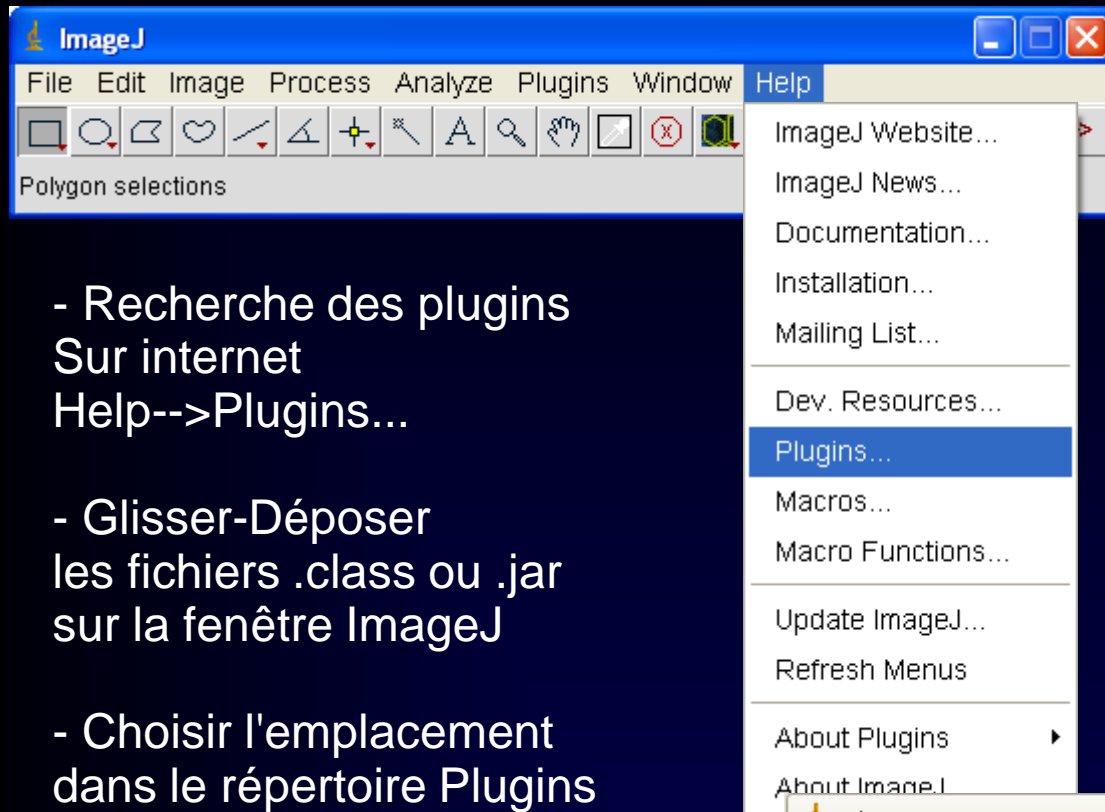 ImageJ
File Edit Image Process Analyze Plugins Window Help
A
Polygon selections
ImageJ Website...
ImageJ News...
Documentation...
Installation...
Mailing List...
Dev. Resources...
Plugins...
Macros...
Macro Functions...
Update ImageJ...
Refresh Menus
About Plugins
About ImageJ
- Recherche des plugins
Sur internet
Help-->Plugins...
- Glisser-Déposer
les fichiers .class ou .jar
sur la fenêtre ImageJ
- Choisir l'emplacement
dans le répertoire Plugins